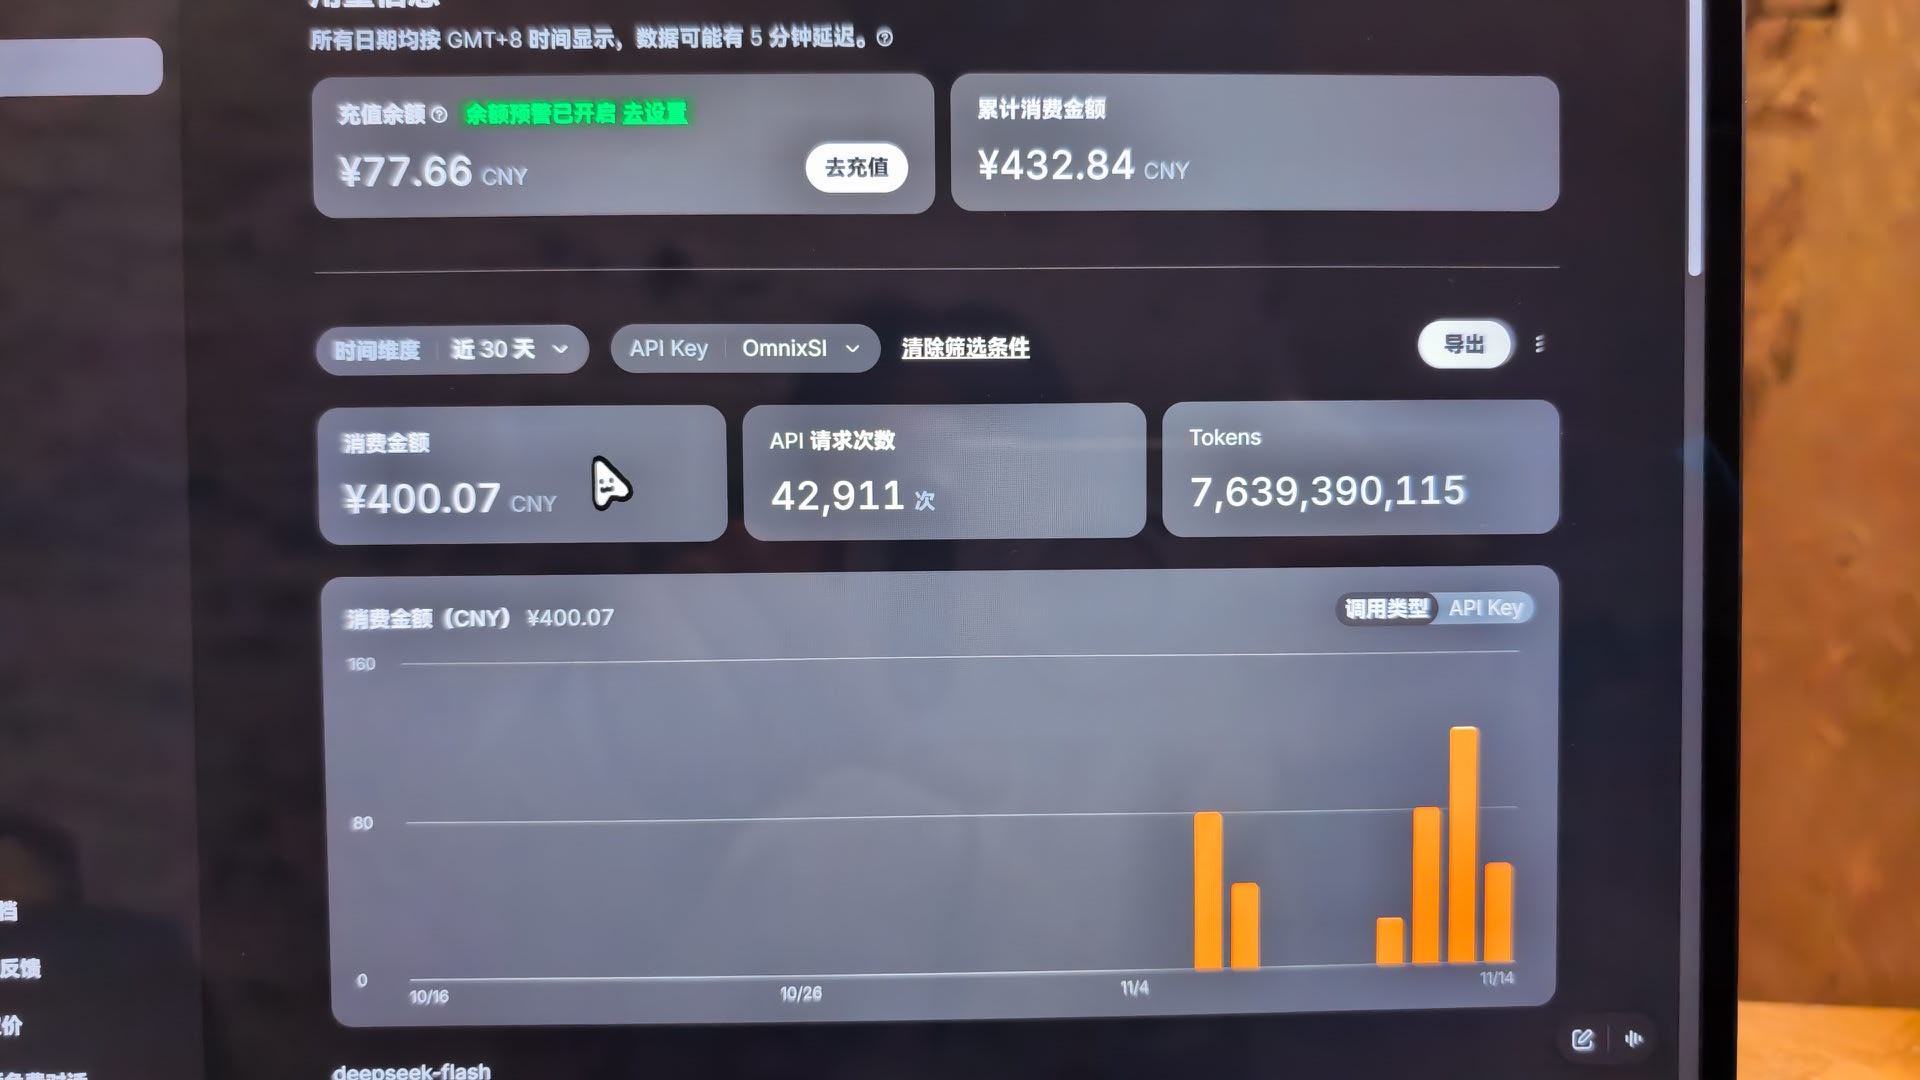 用量信息
所有日期均按 GMT+8 时间显示，数据可能有 5 分钟延迟。
充值余额 余额预警已开启 去设置
¥77.66 CNY
去充值
累计消费金额
¥432.84 CNY
时间维度 近 30 天
API Key OmnixSI
清除筛选条件
导出
消费金额
¥400.07 CNY
API 请求次数
42,911 次
Tokens
7,639,390,115
消费金额（CNY） ¥400.07
调用类型 API Key
160
80
0
10/16
10/26
11/4
11/14
档
反馈
价
deepseek-flash